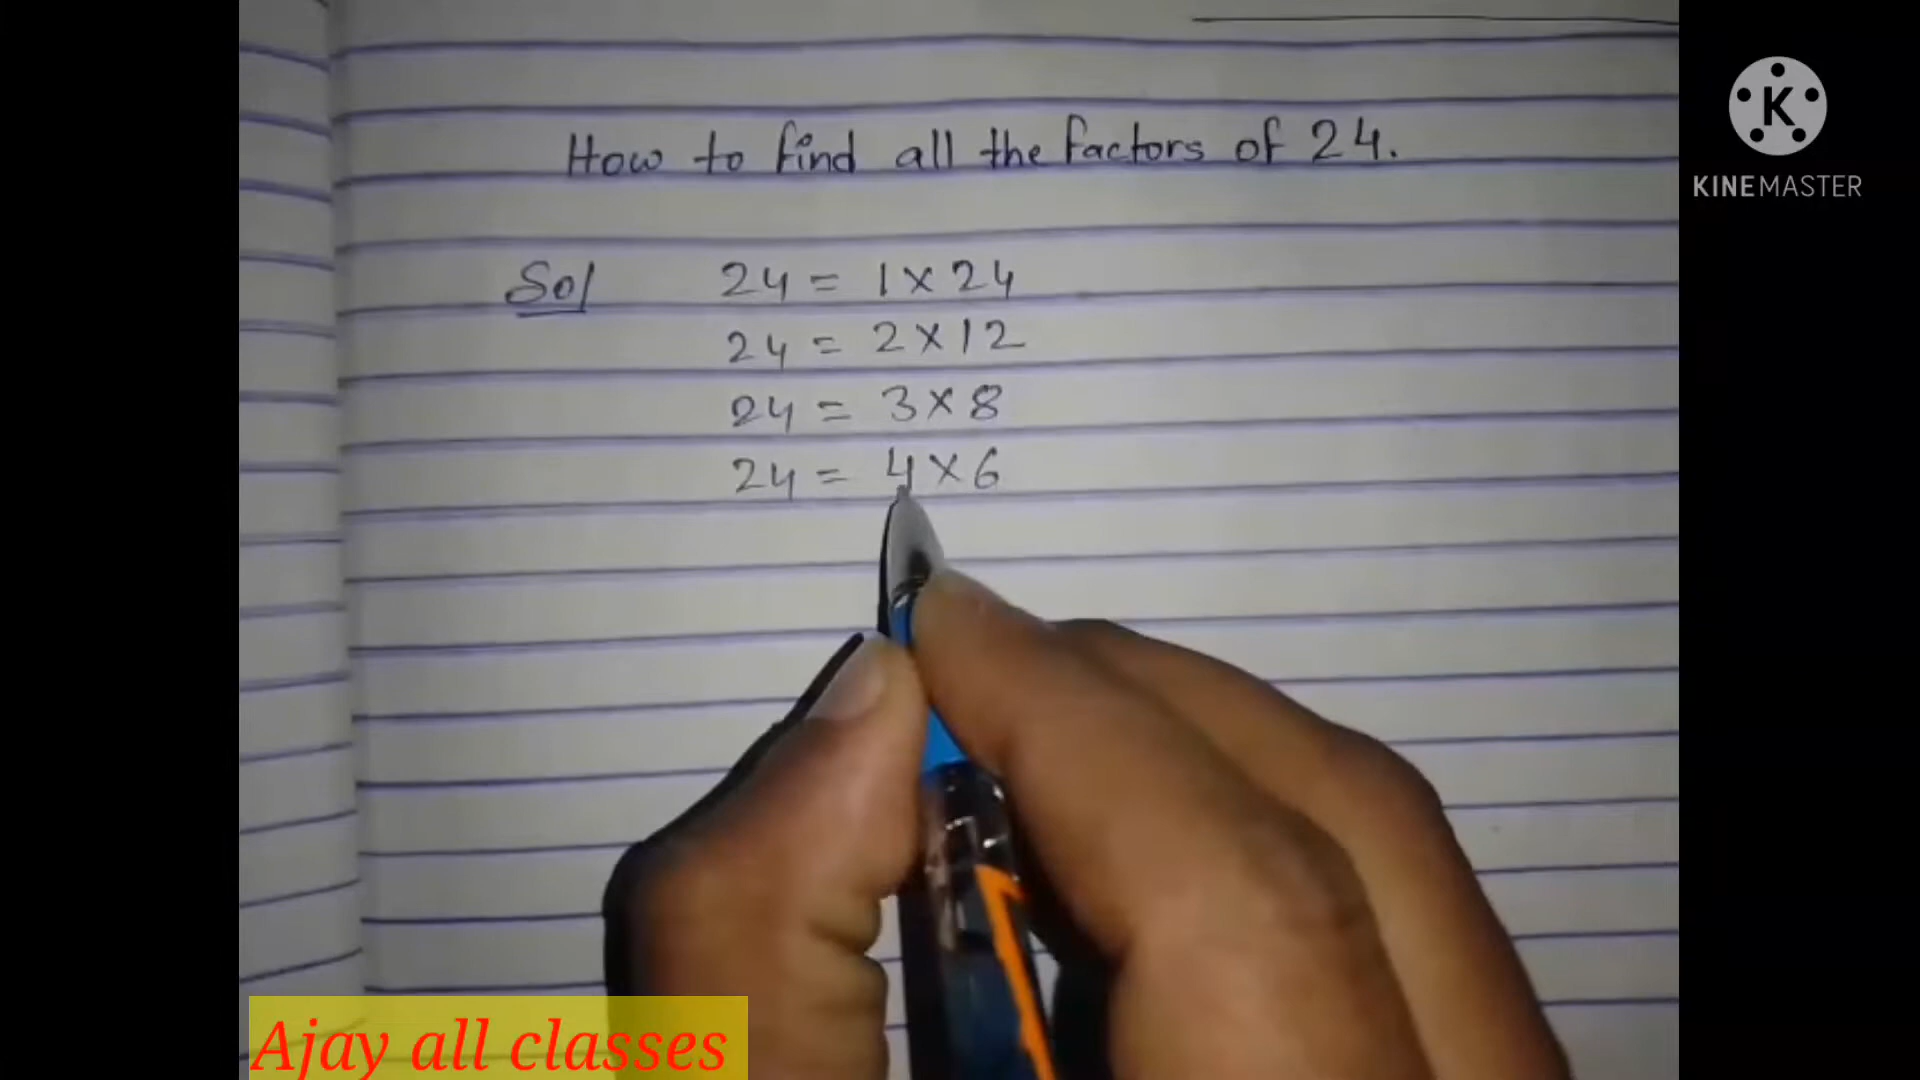 How to find all the factors of 24.
KINEMASTER
Sol 24 = 1 × 24
24 = 2 × 12
24 = 3 × 8
24 = 4 × 6
Ajay all classes